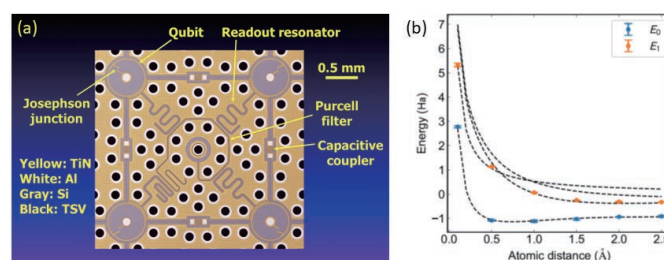 (a)
Qubit
Readout resonator
0.5 mm
Josephson
junction
Purcell
filter
Capacitive
coupler
Yellow: TiN
White: Al
Gray: Si
Black: TSV
(b)
7
6
5
4
3
2
1
0
−1
Energy (Ha)
E0
E1
0.0 0.5 1.0 1.5 2.0 2.5
Atomic distance (Å)